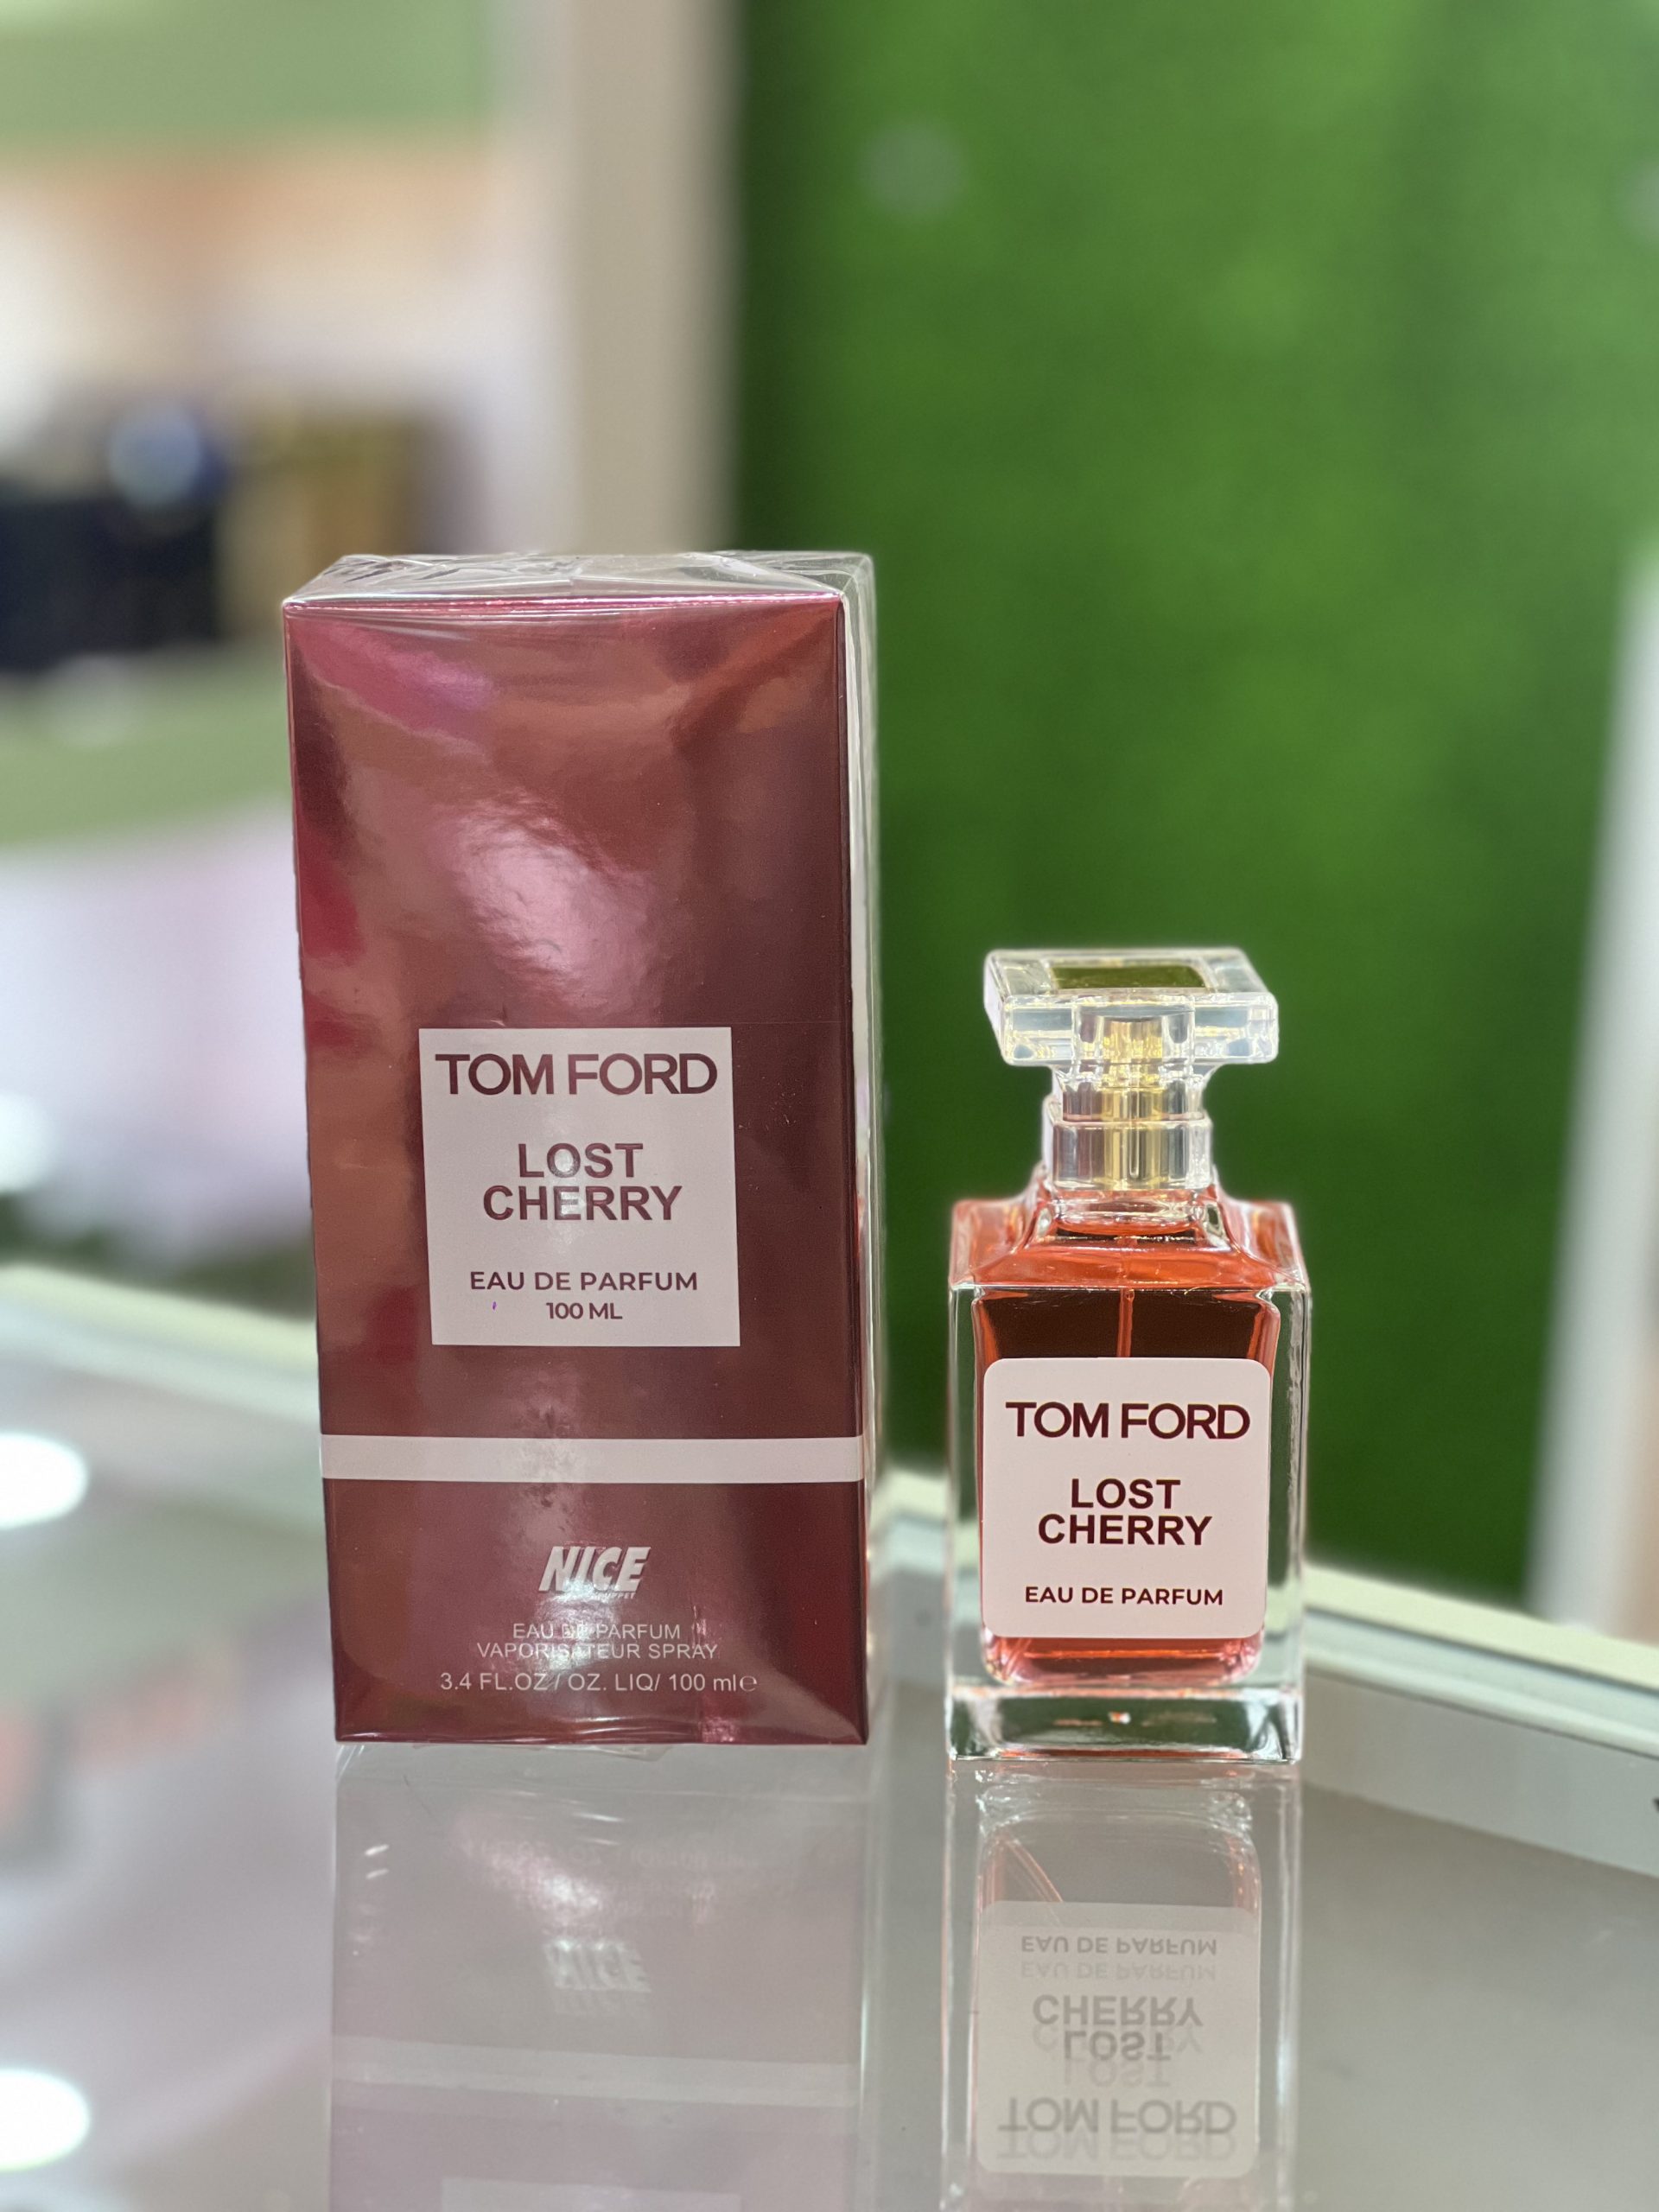 TOM FORD
LOST
CHERRY
EAU DE PARFUM
100 ML
NICE
EAU DE PARFUM
VAPORISATEUR SPRAY
3.4 FL.OZ / OZ. LIQ/ 100 ml℮
TOM FORD
LOST
CHERRY
EAU DE PARFUM